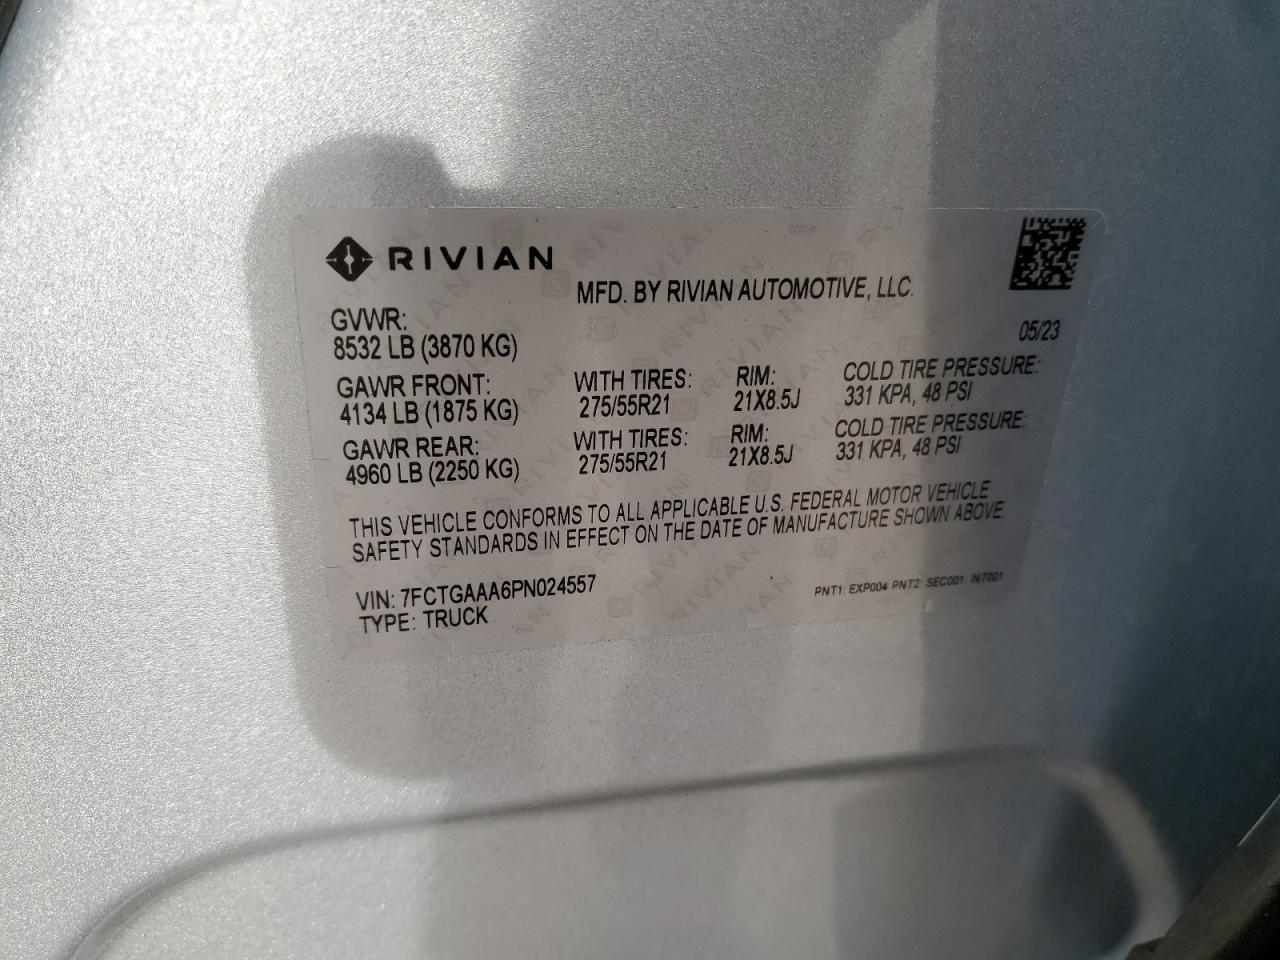 RIVIAN
MFD. BY RIVIAN AUTOMOTIVE, LLC.
05/23
GVWR:
8532 LB (3870 KG)
GAWR FRONT: WITH TIRES: RIM: COLD TIRE PRESSURE:
4134 LB (1875 KG) 275/55R21 21X8.5J 331 KPA, 48 PSI
GAWR REAR: WITH TIRES: RIM: COLD TIRE PRESSURE:
4960 LB (2250 KG) 275/55R21 21X8.5J 331 KPA, 48 PSI
THIS VEHICLE CONFORMS TO ALL APPLICABLE U.S. FEDERAL MOTOR VEHICLE
SAFETY STANDARDS IN EFFECT ON THE DATE OF MANUFACTURE SHOWN ABOVE
VIN: 7FCTGAAA6PN024557
TYPE: TRUCK
PNT1: EXP004 PNT2: SEC001 INT001